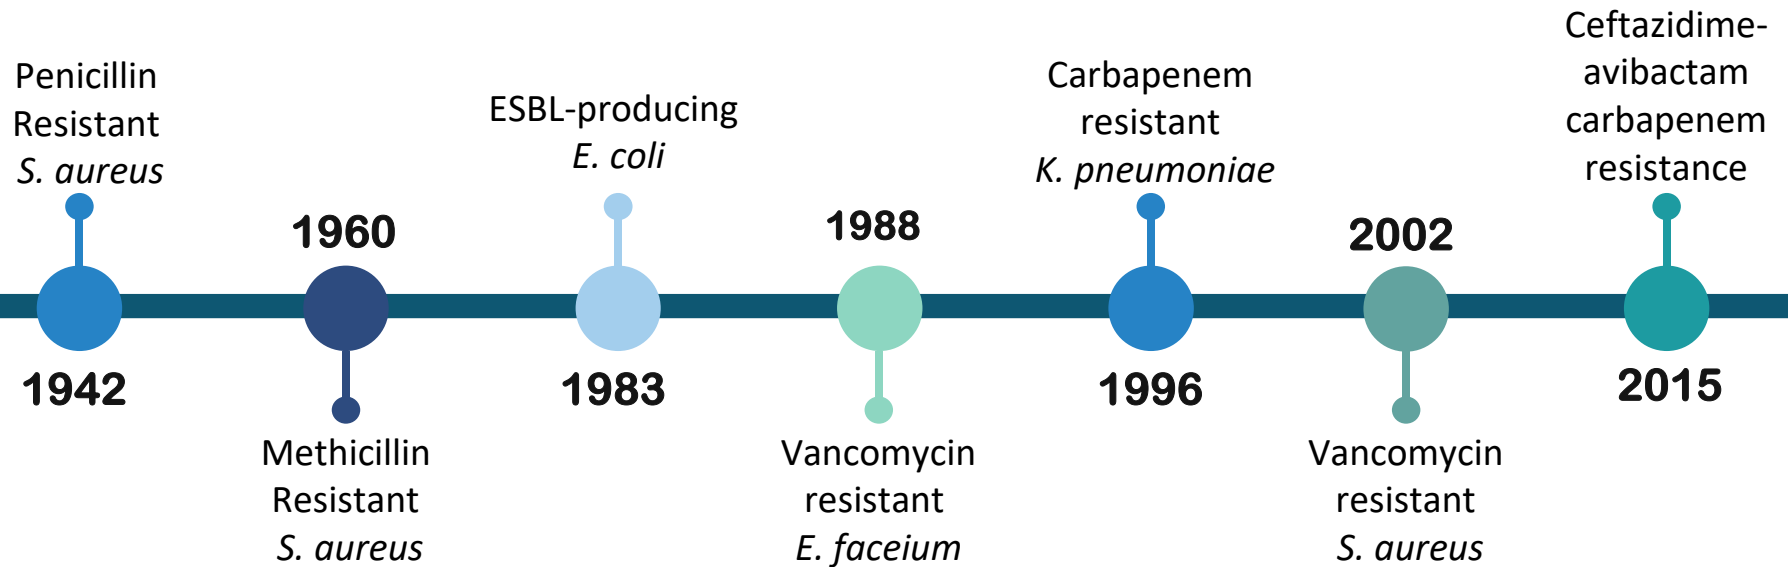 Penicillin
Resistant
S. aureus
1942
1960
Methicillin
Resistant
S. aureus
ESBL-producing
E. coli
1983
1988
Vancomycin
resistant
E. faceium
Carbapenem
resistant
K. pneumoniae
1996
2002
Vancomycin
resistant
S. aureus
Ceftazidime-
avibactam
carbapenem
resistance
2015